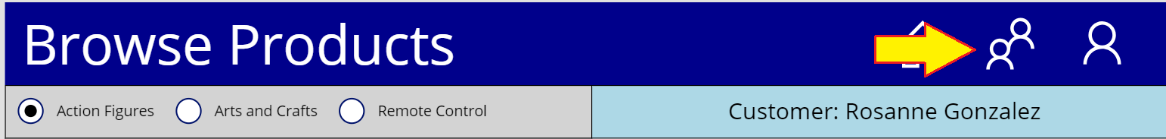 Browse Products
Action Figures Arts and Crafts Remote Control
Customer: Rosanne Gonzalez